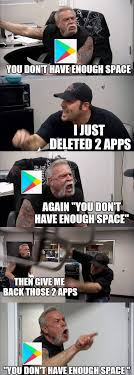 YOU DON'T HAVE ENOUGH SPACE
I JUST
DELETED 2 APPS
AGAIN "YOU DON'T
HAVE ENOUGH SPACE"
THEN GIVE ME
BACK THOSE 2 APPS
"YOU DON'T HAVE ENOUGH SPACE"